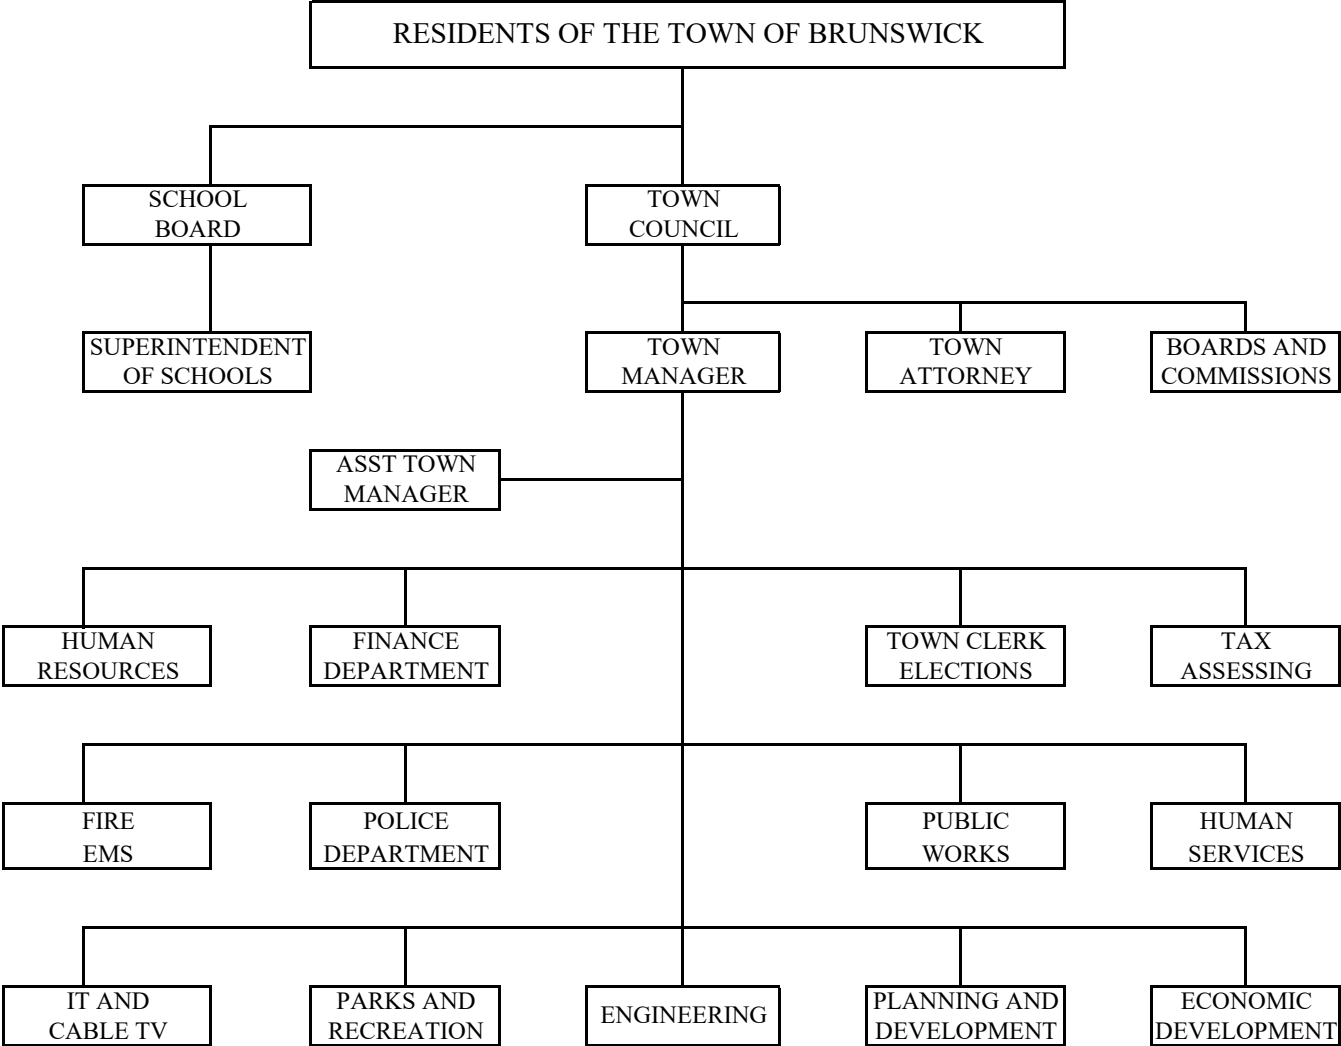 RESIDENTS OF THE TOWN OF BRUNSWICK
SCHOOL
BOARD
TOWN
COUNCIL
SUPERINTENDENT
OF SCHOOLS
TOWN
MANAGER
TOWN
ATTORNEY
BOARDS AND
COMMISSIONS
ASST TOWN
MANAGER
HUMAN
RESOURCES
FINANCE
DEPARTMENT
TOWN CLERK
ELECTIONS
TAX
ASSESSING
FIRE
EMS
POLICE
DEPARTMENT
PUBLIC
WORKS
HUMAN
SERVICES
IT AND
CABLE TV
PARKS AND
RECREATION
ENGINEERING
PLANNING AND
DEVELOPMENT
ECONOMIC
DEVELOPMENT